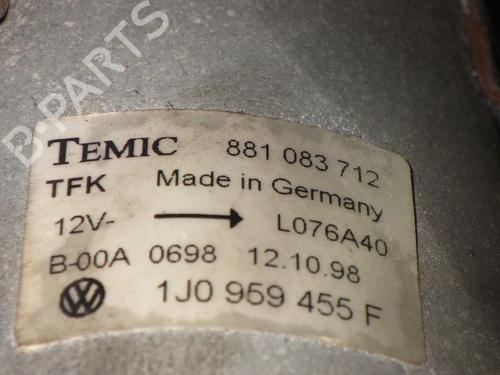 B-PARTS
TEMIC 881 083 712
TFK Made in Germany
12V- → L076A40
B-00A 0698 12.10.98
1J0 959 455 F